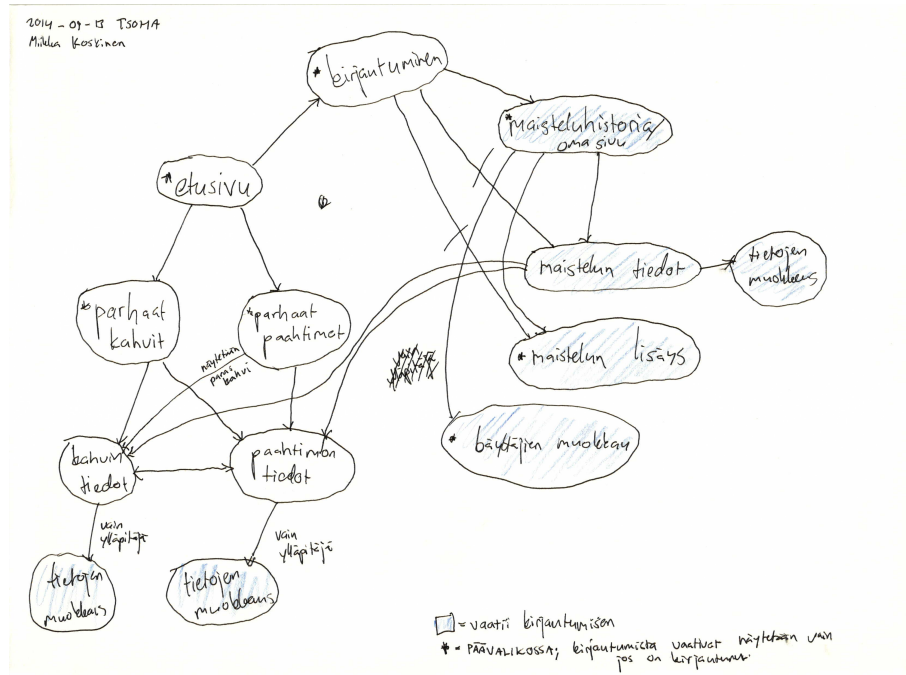 2014-09-13 TSOHA
Miikka Koskinen
* kirjautuminen
* maisteluhistoria,
oma sivu
* etusivu
maistelun tiedot
tietojen
muokkaus
* parhaat
kahvit
* parhaat
paahtimot
näytetään
paras
kahvi
* maistelun lisäys
* käyttäjien muokkau
kahvin
tiedot
paahtimon
tiedot
vain
ylläpitäjä
vain
ylläpitäjä
tietojen
muokkaus
tietojen
muokkaus
= vaatii kirjautumisen
* = PÄÄVALIKOSSA; kirjautumista vaativat näytetään vain
jos on kirjautunut.